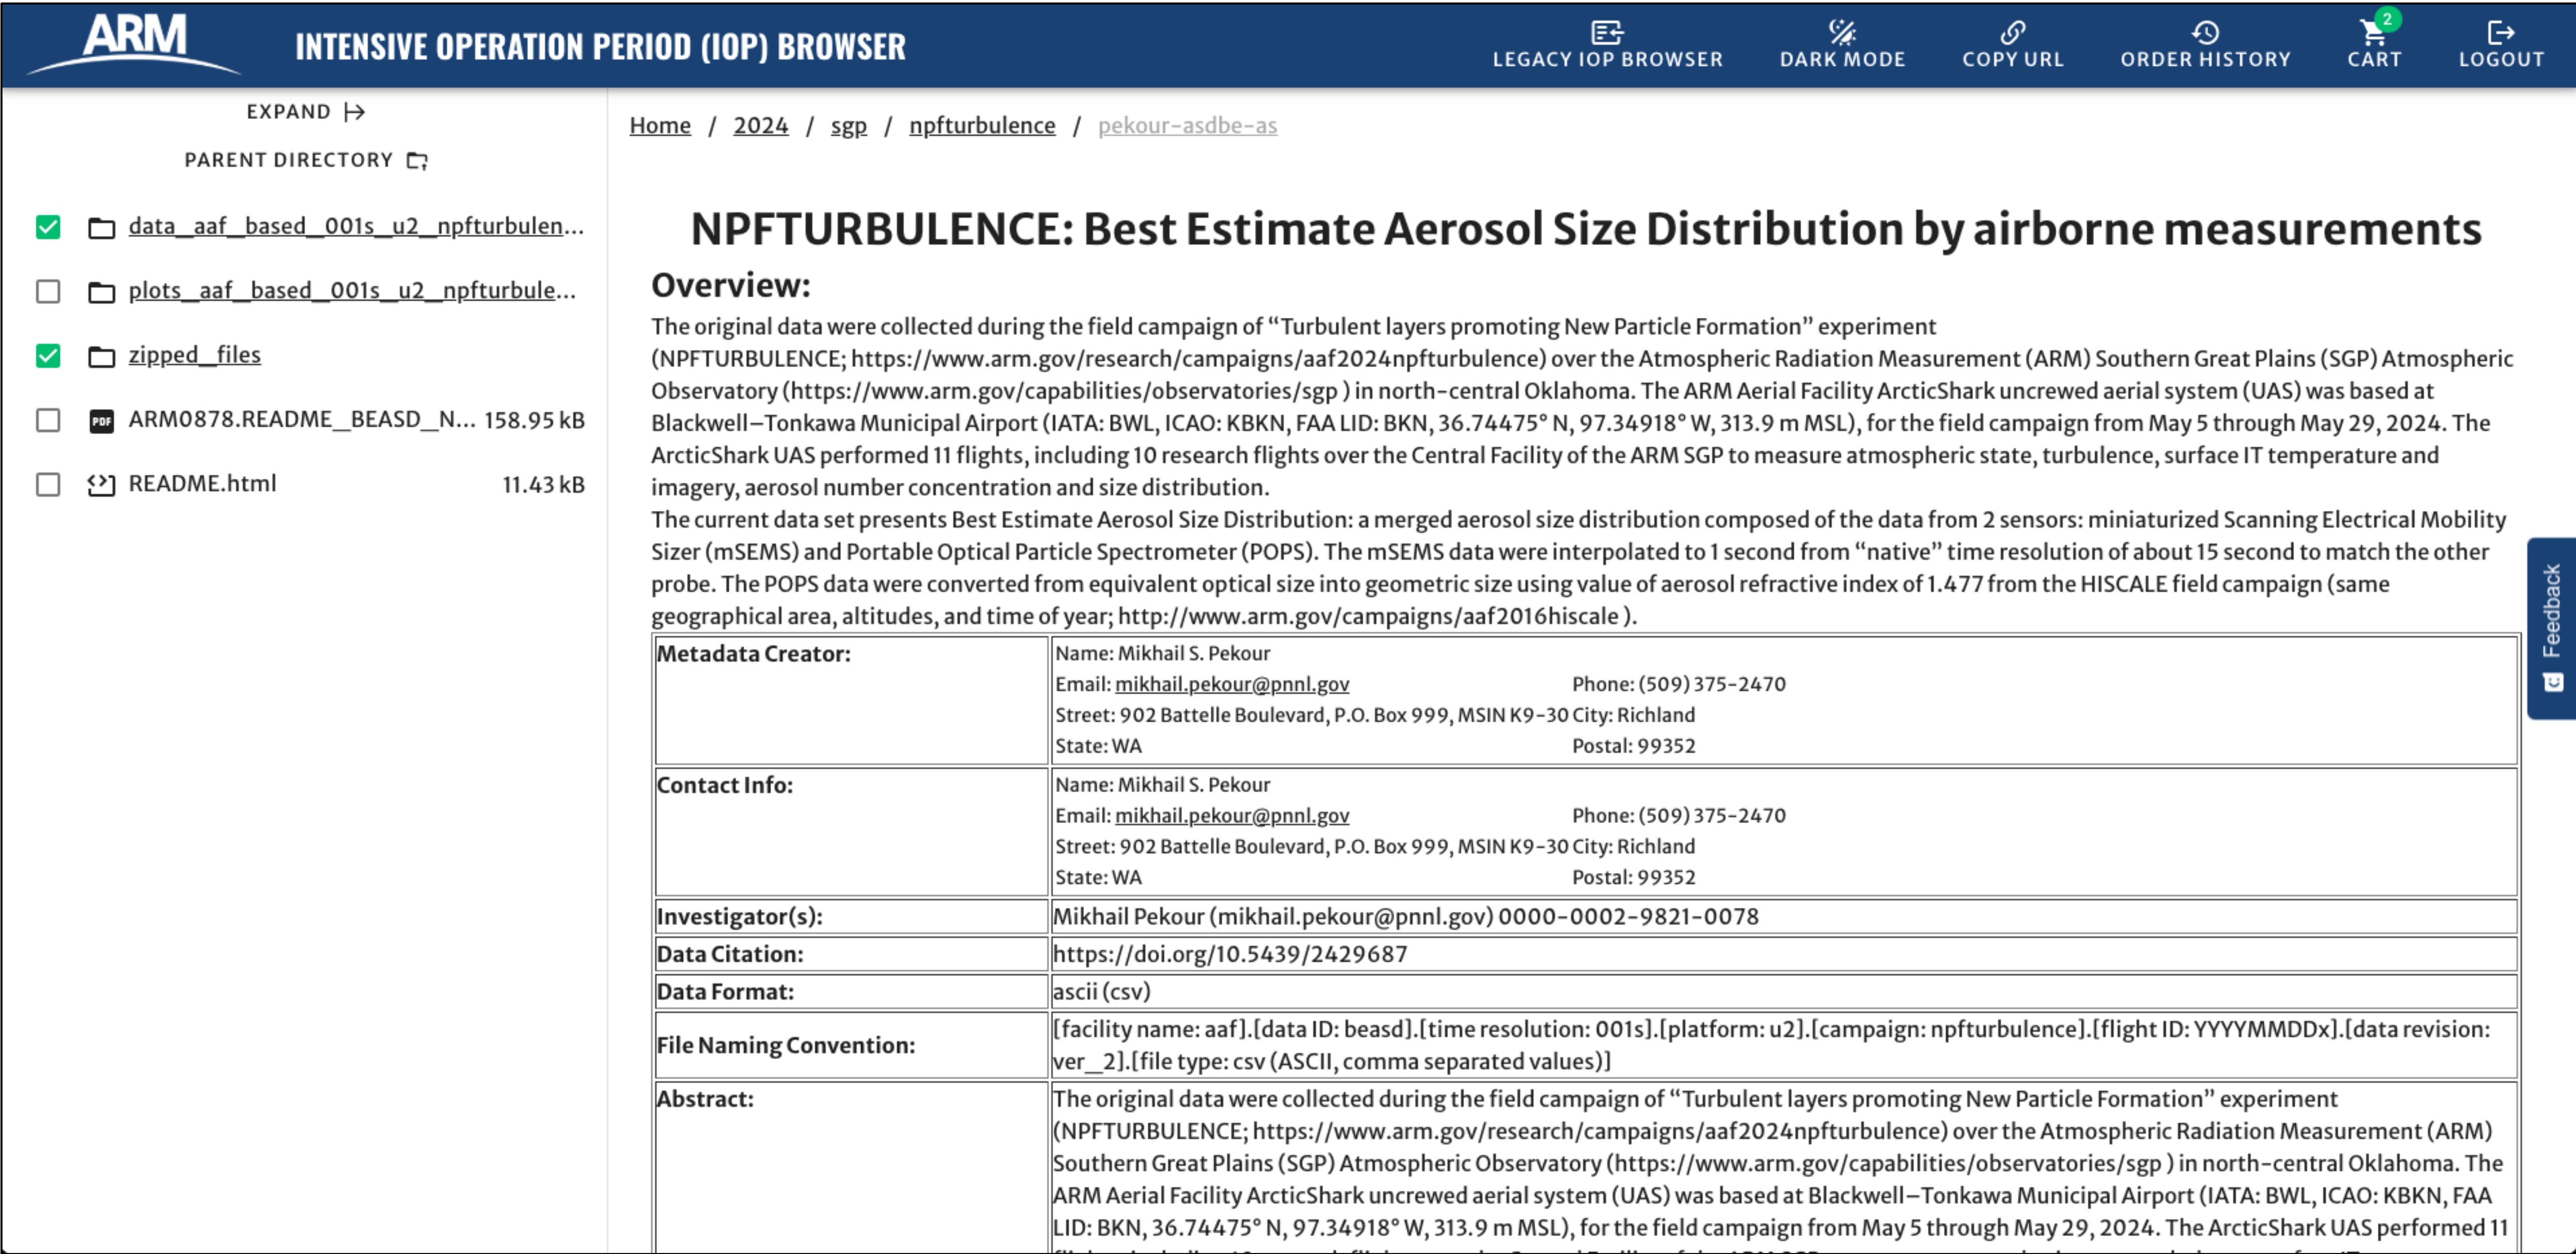 ARM
INTENSIVE OPERATION PERIOD (IOP) BROWSER
LEGACY IOP BROWSER
DARK MODE
COPY URL
ORDER HISTORY
2
CART
LOGOUT
EXPAND
PARENT DIRECTORY
data_aaf_based_001s_u2_npfturbulen...
plots_aaf_based_001s_u2_npfturbule...
zipped_files
PDF ARM0878.README_BEASD_N... 158.95 kB
README.html 11.43 kB
Home / 2024 / sgp / npfturbulence / pekour-asdbe-as
NPFTURBULENCE: Best Estimate Aerosol Size Distribution by airborne measurements
Overview:
The original data were collected during the field campaign of “Turbulent layers promoting New Particle Formation” experiment
(NPFTURBULENCE; https://www.arm.gov/research/campaigns/aaf2024npfturbulence) over the Atmospheric Radiation Measurement (ARM) Southern Great Plains (SGP) Atmospheric
Observatory (https://www.arm.gov/capabilities/observatories/sgp ) in north-central Oklahoma. The ARM Aerial Facility ArcticShark uncrewed aerial system (UAS) was based at
Blackwell–Tonkawa Municipal Airport (IATA: BWL, ICAO: KBKN, FAA LID: BKN, 36.74475° N, 97.34918° W, 313.9 m MSL), for the field campaign from May 5 through May 29, 2024. The
ArcticShark UAS performed 11 flights, including 10 research flights over the Central Facility of the ARM SGP to measure atmospheric state, turbulence, surface IT temperature and
imagery, aerosol number concentration and size distribution.
The current data set presents Best Estimate Aerosol Size Distribution: a merged aerosol size distribution composed of the data from 2 sensors: miniaturized Scanning Electrical Mobility
Sizer (mSEMS) and Portable Optical Particle Spectrometer (POPS). The mSEMS data were interpolated to 1 second from “native” time resolution of about 15 second to match the other
probe. The POPS data were converted from equivalent optical size into geometric size using value of aerosol refractive index of 1.477 from the HISCALE field campaign (same
geographical area, altitudes, and time of year; http://www.arm.gov/campaigns/aaf2016hiscale ).
Metadata Creator:
Name: Mikhail S. Pekour
Email: mikhail.pekour@pnnl.gov Phone: (509) 375-2470
Street: 902 Battelle Boulevard, P.O. Box 999, MSIN K9-30 City: Richland
State: WA Postal: 99352
Contact Info:
Name: Mikhail S. Pekour
Email: mikhail.pekour@pnnl.gov Phone: (509) 375-2470
Street: 902 Battelle Boulevard, P.O. Box 999, MSIN K9-30 City: Richland
State: WA Postal: 99352
Investigator(s): Mikhail Pekour (mikhail.pekour@pnnl.gov) 0000-0002-9821-0078
Data Citation: https://doi.org/10.5439/2429687
Data Format: ascii (csv)
File Naming Convention:
[facility name: aaf].[data ID: beasd].[time resolution: 001s].[platform: u2].[campaign: npfturbulence].[flight ID: YYYYMMDDx].[data revision:
ver_2].[file type: csv (ASCII, comma separated values)]
Abstract:
The original data were collected during the field campaign of “Turbulent layers promoting New Particle Formation” experiment
(NPFTURBULENCE; https://www.arm.gov/research/campaigns/aaf2024npfturbulence) over the Atmospheric Radiation Measurement (ARM)
Southern Great Plains (SGP) Atmospheric Observatory (https://www.arm.gov/capabilities/observatories/sgp ) in north-central Oklahoma. The
ARM Aerial Facility ArcticShark uncrewed aerial system (UAS) was based at Blackwell–Tonkawa Municipal Airport (IATA: BWL, ICAO: KBKN, FAA
LID: BKN, 36.74475° N, 97.34918° W, 313.9 m MSL), for the field campaign from May 5 through May 29, 2024. The ArcticShark UAS performed 11
Feedback